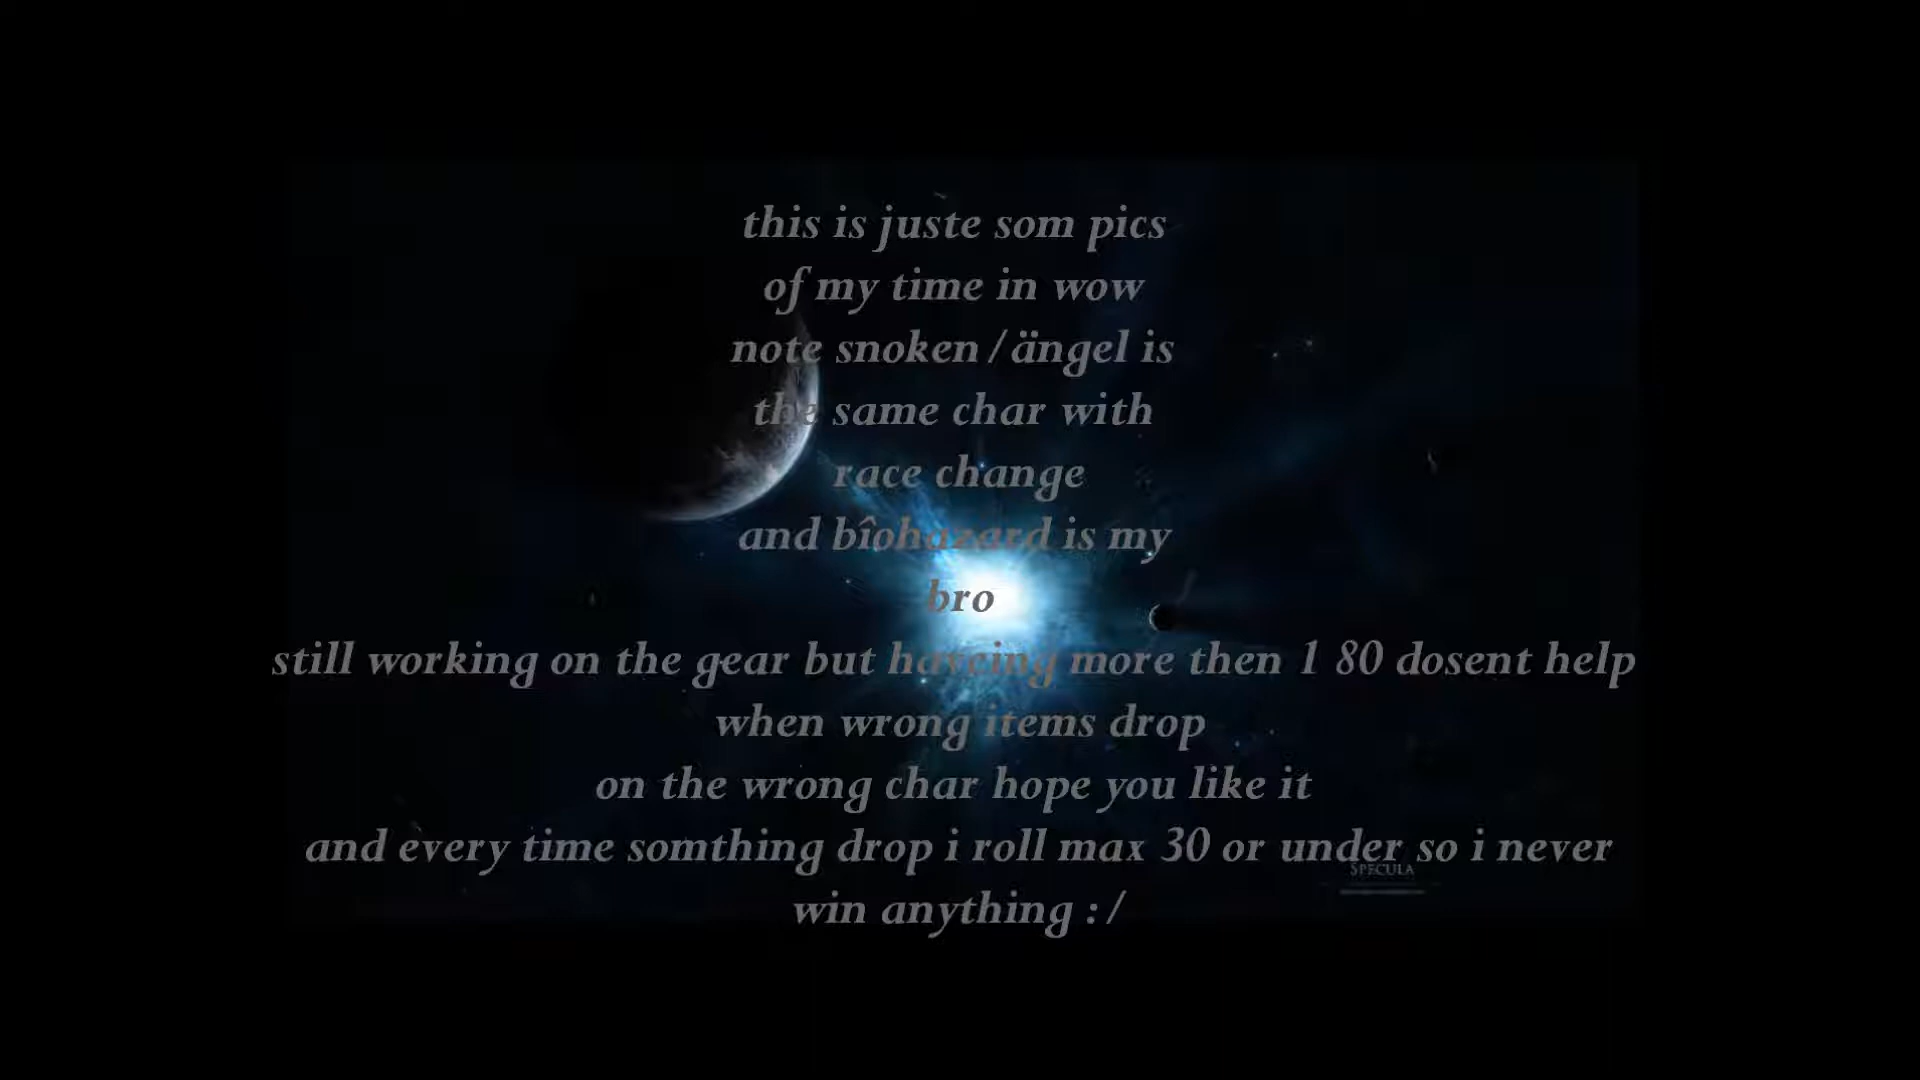 this is juste som pics
of my time in wow
note snoken/ängel is
the same char with
race change
and bîohazard is my
bro
still working on the gear but haveing more then 1 80 dosent help
when wrong items drop
on the wrong char hope you like it
and every time somthing drop i roll max 30 or under so i never
SPECULA
win anything :/